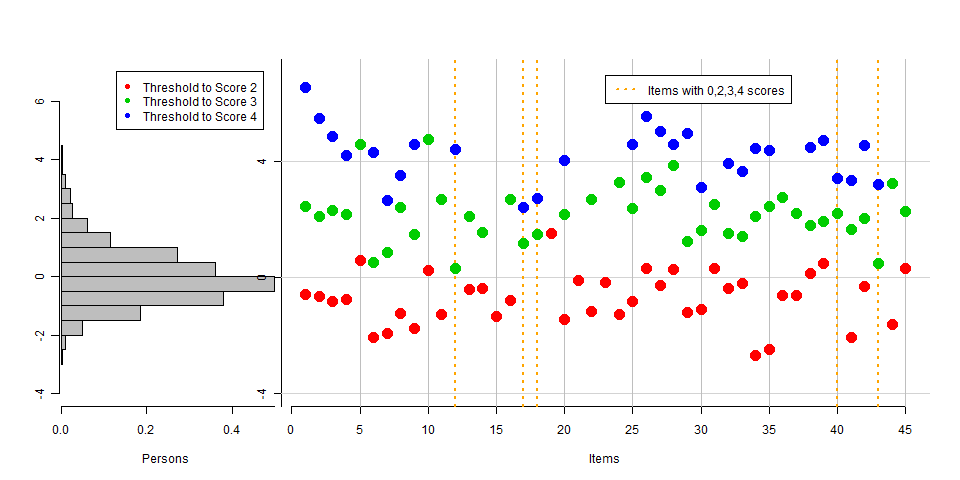 Threshold to Score 2
Threshold to Score 3
Threshold to Score 4
Items with 0,2,3,4 scores
6
4
2
0
-2
-4
4
0
-4
0.0 0.2 0.4
0 5 10 15 20 25 30 35 40 45
Persons
Items